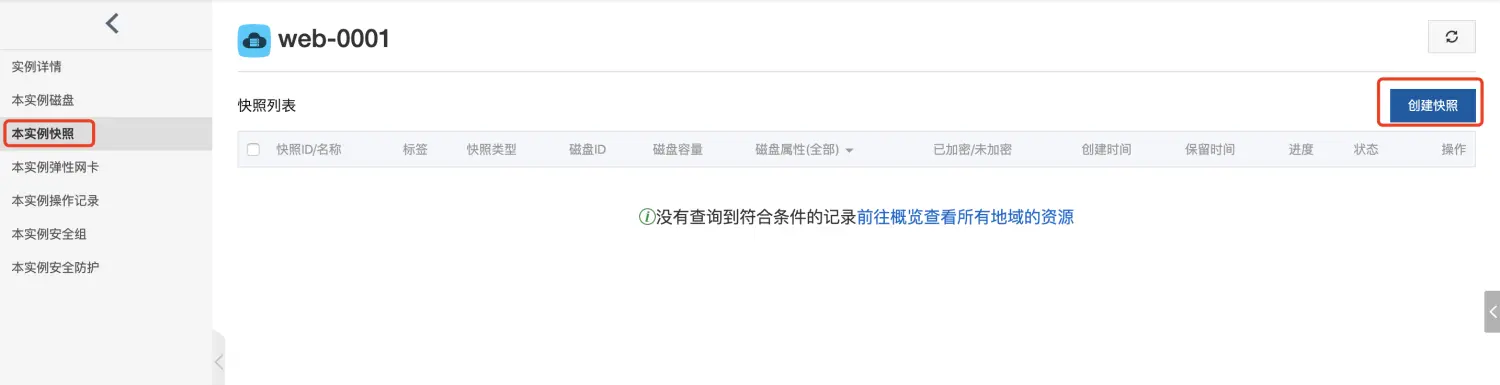 web-0001
实例详情
本实例磁盘
本实例快照
本实例弹性网卡
本实例操作记录
本实例安全组
本实例安全防护
快照列表
创建快照
快照ID/名称 标签 快照类型 磁盘ID 磁盘容量 磁盘属性(全部) 已加密/未加密 创建时间 保留时间 进度 状态 操作
没有查询到符合条件的记录前往概览查看所有地域的资源